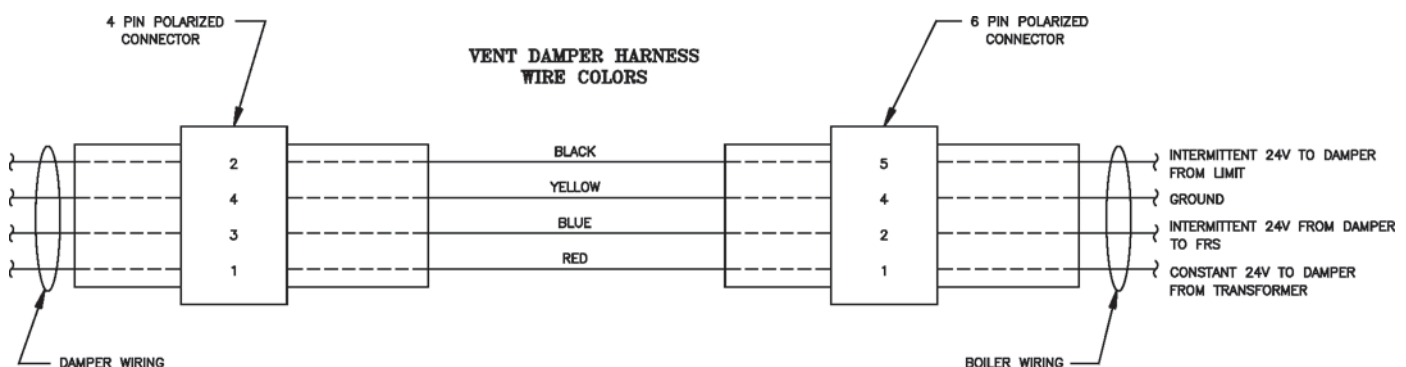 4 PIN POLARIZED
CONNECTOR
6 PIN POLARIZED
CONNECTOR
VENT DAMPER HARNESS
WIRE COLORS
2
BLACK
5
INTERMITTENT 24V TO DAMPER
FROM LIMIT
4
YELLOW
4
GROUND
3
BLUE
2
INTERMITTENT 24V FROM DAMPER
TO FRS
1
RED
1
CONSTANT 24V TO DAMPER
FROM TRANSFORMER
DAMPER WIRING
BOILER WIRING